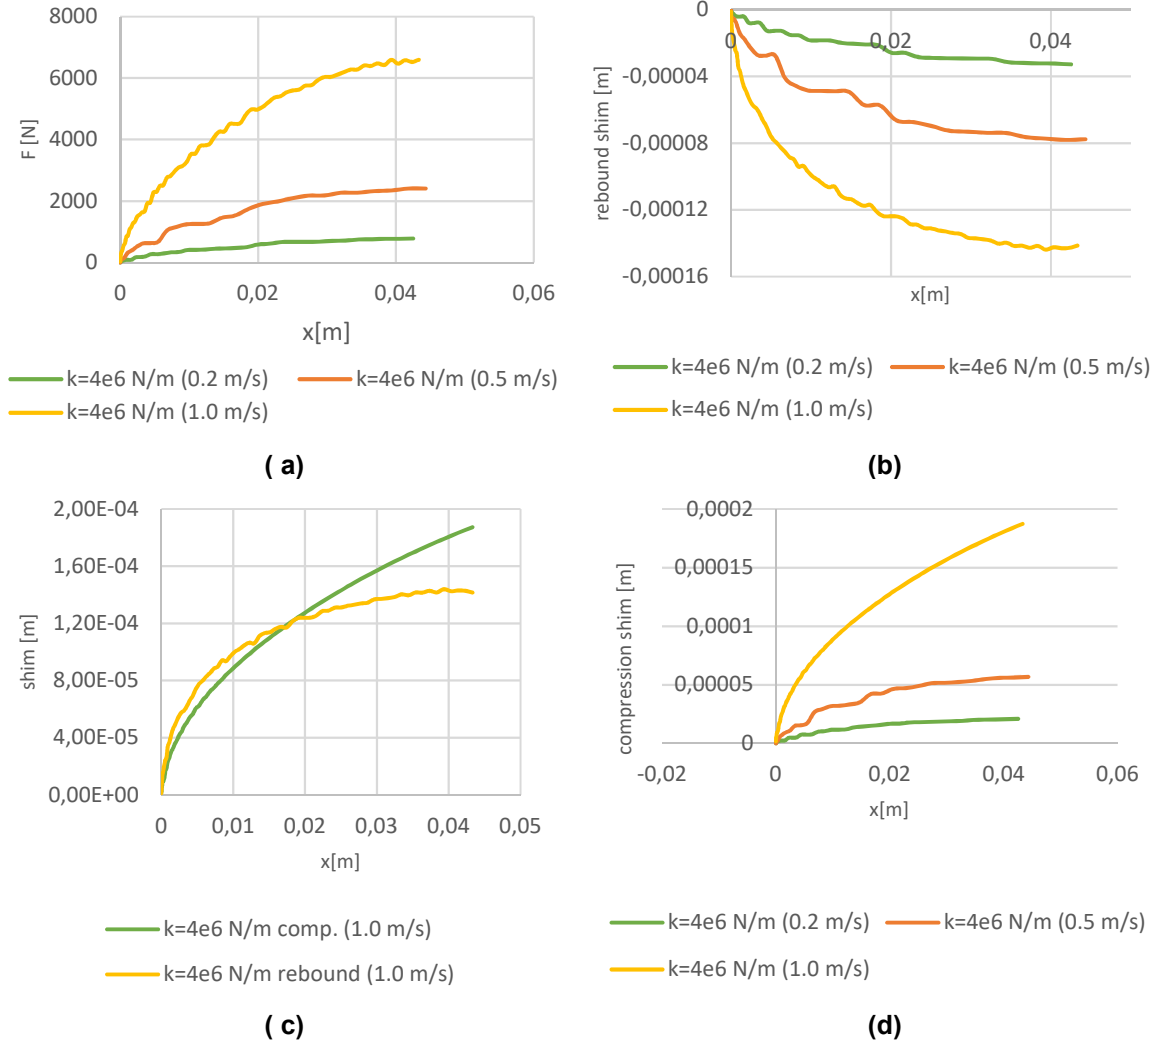 8000
6000
4000
2000
0
F [N]
0
0,02
0,04
0,06
x[m]
k=4e6 N/m (0.2 m/s)
k=4e6 N/m (0.5 m/s)
k=4e6 N/m (1.0 m/s)
( a)
0
-0,00004
-0,00008
-0,00012
-0,00016
rebound shim [m]
0
0,02
0,04
x[m]
k=4e6 N/m (0.2 m/s)
k=4e6 N/m (0.5 m/s)
k=4e6 N/m (1.0 m/s)
(b)
2,00E-04
1,60E-04
1,20E-04
8,00E-05
4,00E-05
0,00E+00
shim [m]
0
0,01
0,02
0,03
0,04
0,05
x[m]
k=4e6 N/m comp. (1.0 m/s)
k=4e6 N/m rebound (1.0 m/s)
( c)
0,0002
0,00015
0,0001
0,00005
0
compression shim [m]
-0,02
0
0,02
0,04
0,06
x[m]
k=4e6 N/m (0.2 m/s)
k=4e6 N/m (0.5 m/s)
k=4e6 N/m (1.0 m/s)
(d)